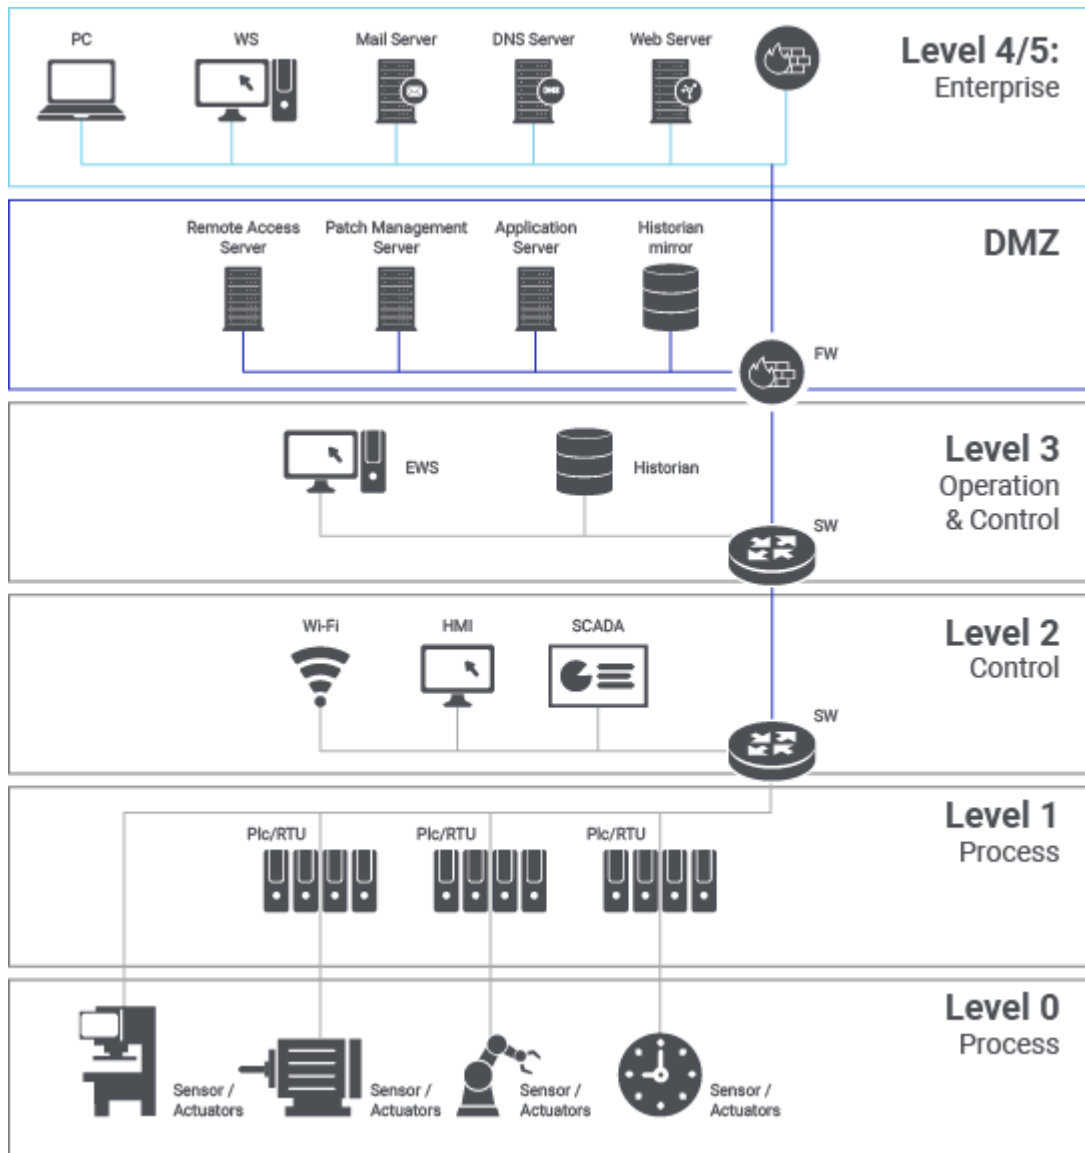 PC
WS
Mail Server
DNS Server
Web Server
Level 4/5:
Enterprise
DNS
Remote Access
Server
Patch Management
Server
Application
Server
Historian
mirror
DMZ
FW
EWS
Historian
Level 3
Operation
& Control
SW
Wi-Fi
HMI
SCADA
Level 2
Control
SW
Plc/RTU
Plc/RTU
Plc/RTU
Level 1
Process
Level 0
Process
Sensor /
Actuators
Sensor /
Actuators
Sensor /
Actuators
Sensor /
Actuators